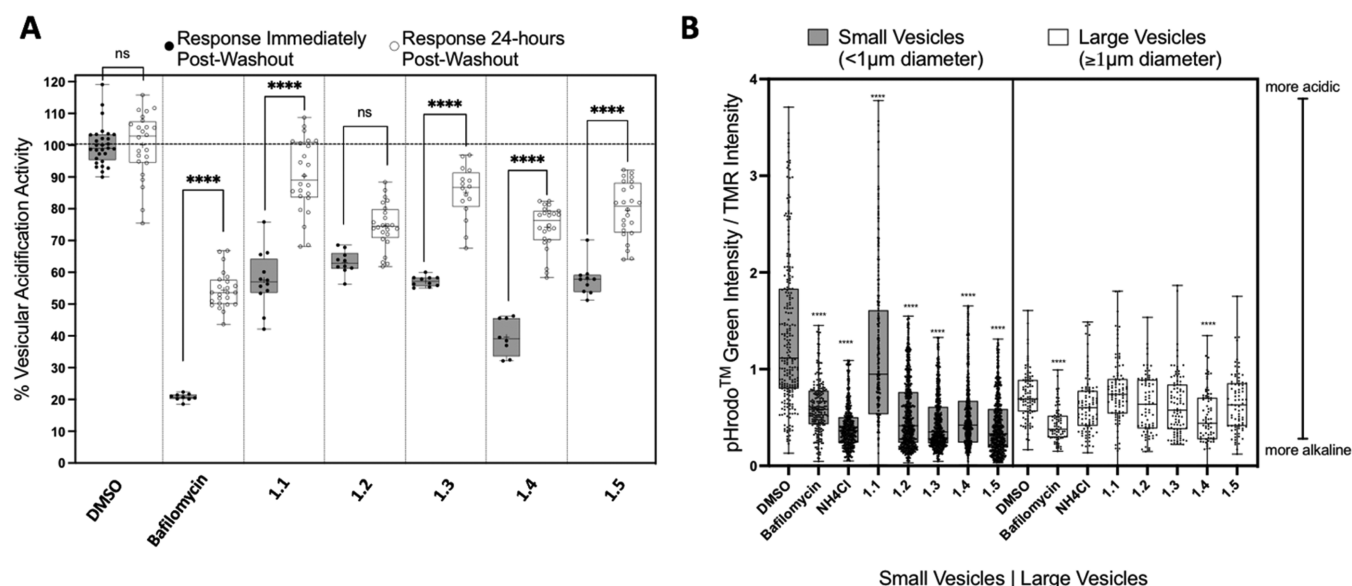 A
● Response Immediately Post-Washout
○ Response 24-hours Post-Washout
ns
****
****
ns
****
****
****
% Vesicular Acidification Activity
120
110
100
90
80
70
60
50
40
30
20
10
0
DMSO
Bafilomycin
1.1
1.2
1.3
1.4
1.5
B
Small Vesicles
(<1μm diameter)
Large Vesicles
(≥1μm diameter)
pHrodo™ Green Intensity / TMR Intensity
4
3
2
1
0
****
****
****
****
****
****
****
****
****
more acidic
more alkaline
DMSO
Bafilomycin
NH4Cl
1.1
1.2
1.3
1.4
1.5
DMSO
Bafilomycin
NH4Cl
1.1
1.2
1.3
1.4
1.5
Small Vesicles | Large Vesicles